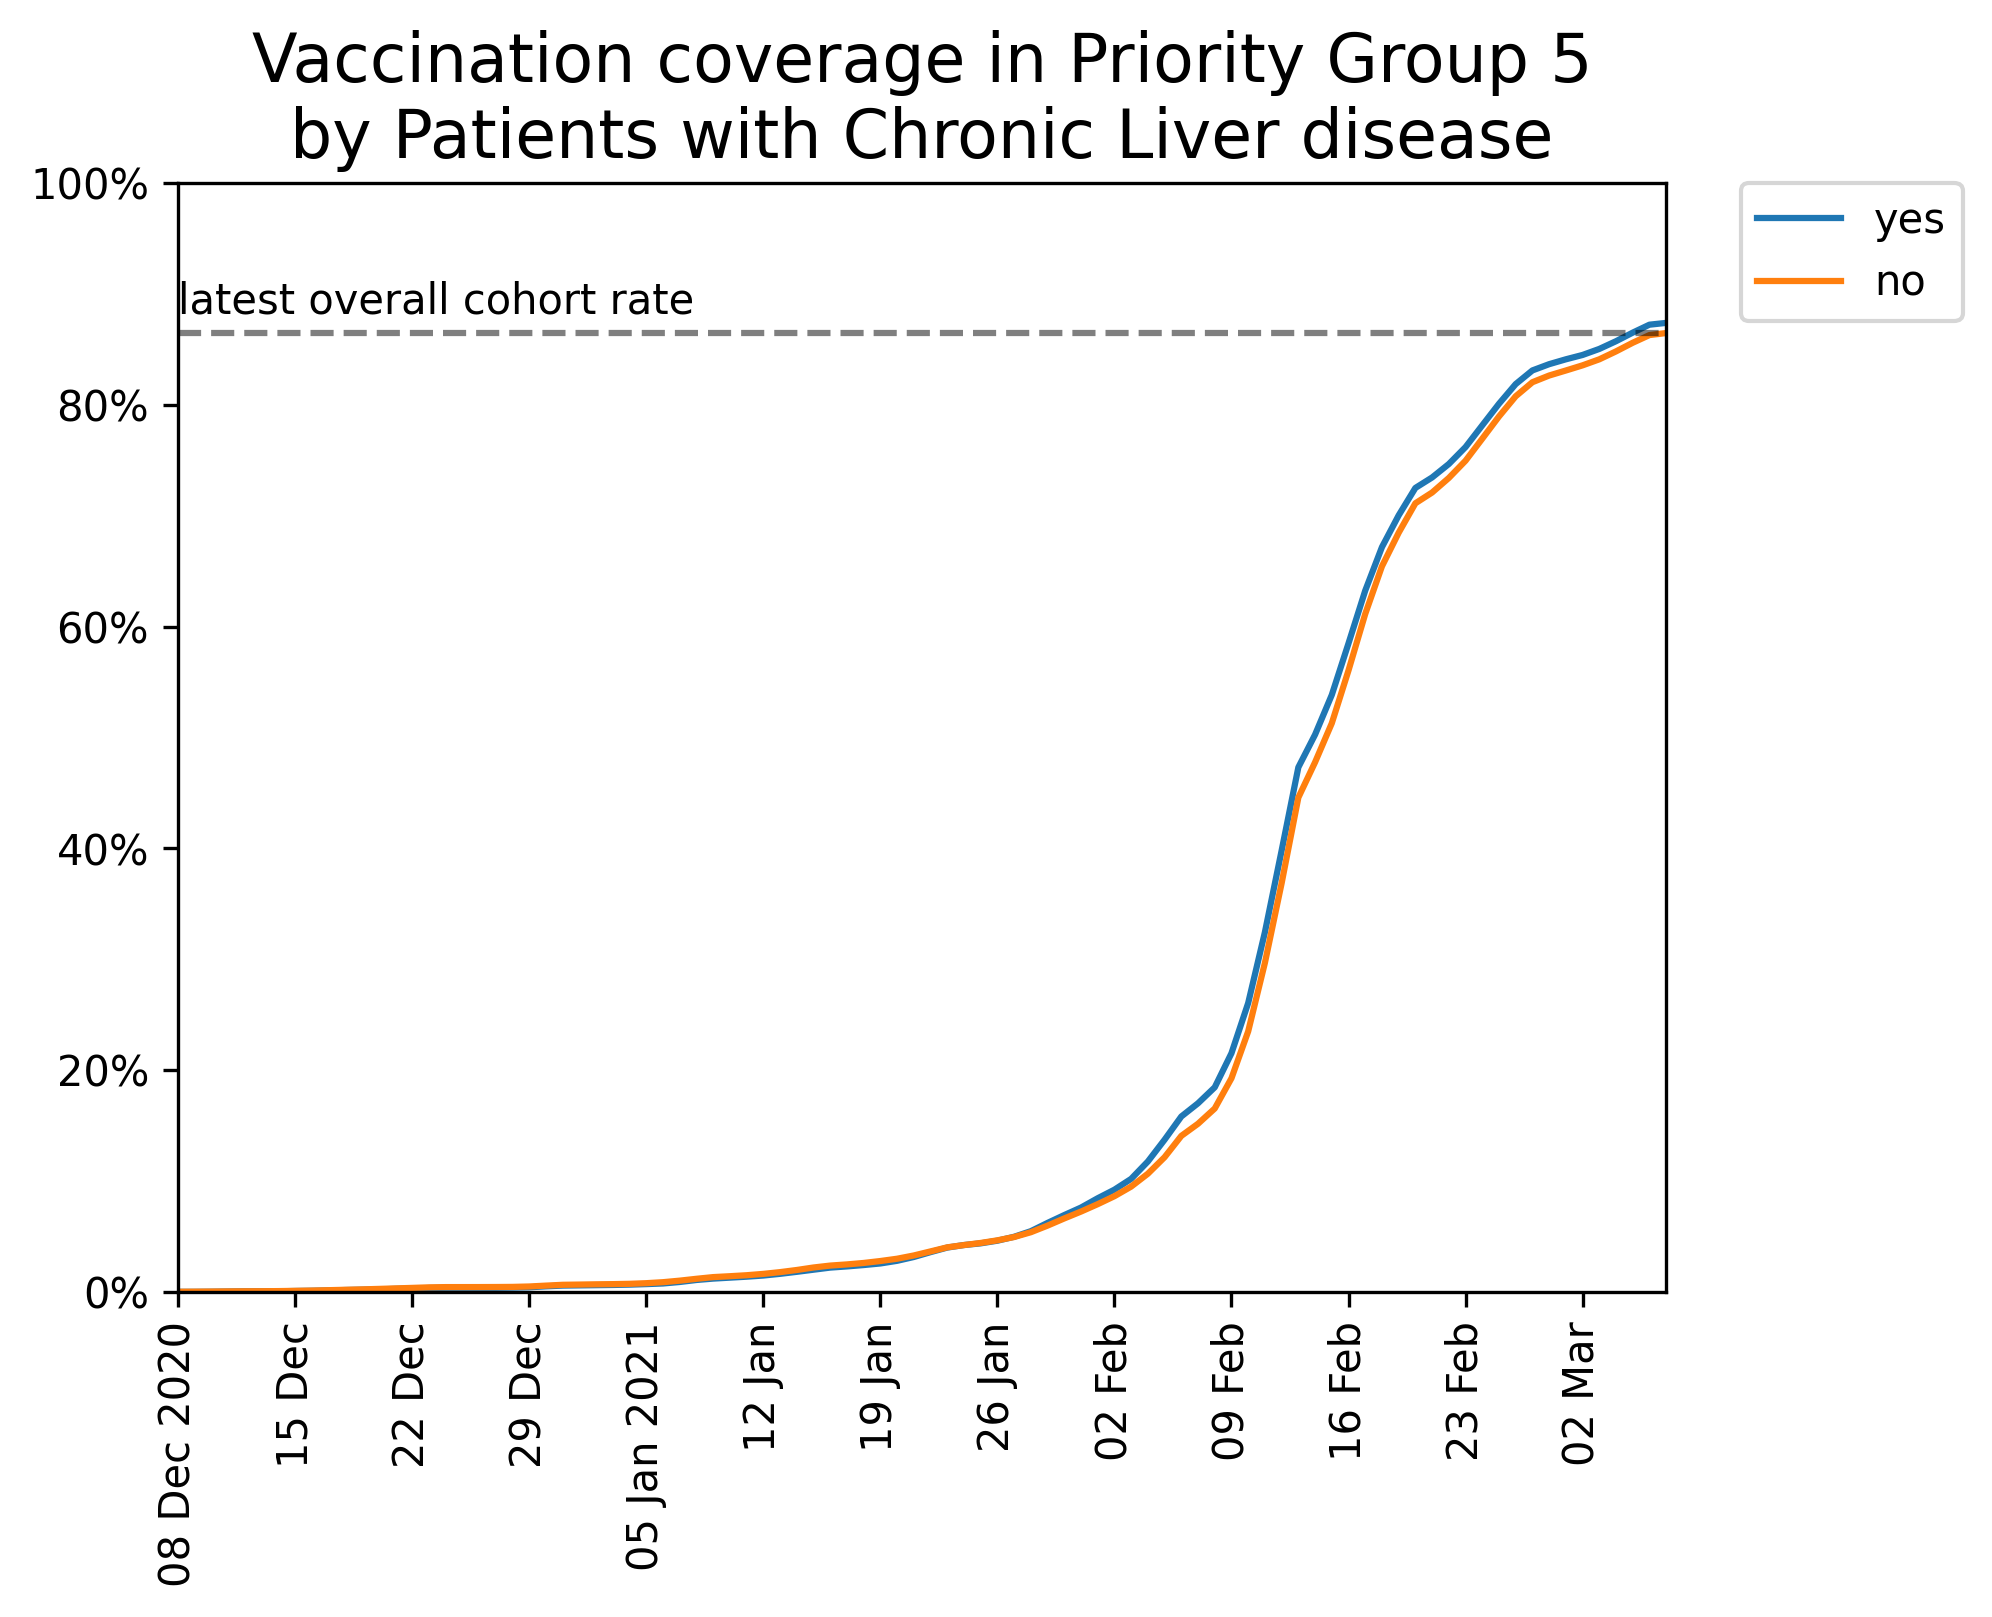 Vaccination coverage in Priority Group 5
by Patients with Chronic Liver disease
100%
80%
60%
40%
20%
0%
latest overall cohort rate
yes
no
08 Dec 2020
15 Dec
22 Dec
29 Dec
05 Jan 2021
12 Jan
19 Jan
26 Jan
02 Feb
09 Feb
16 Feb
23 Feb
02 Mar